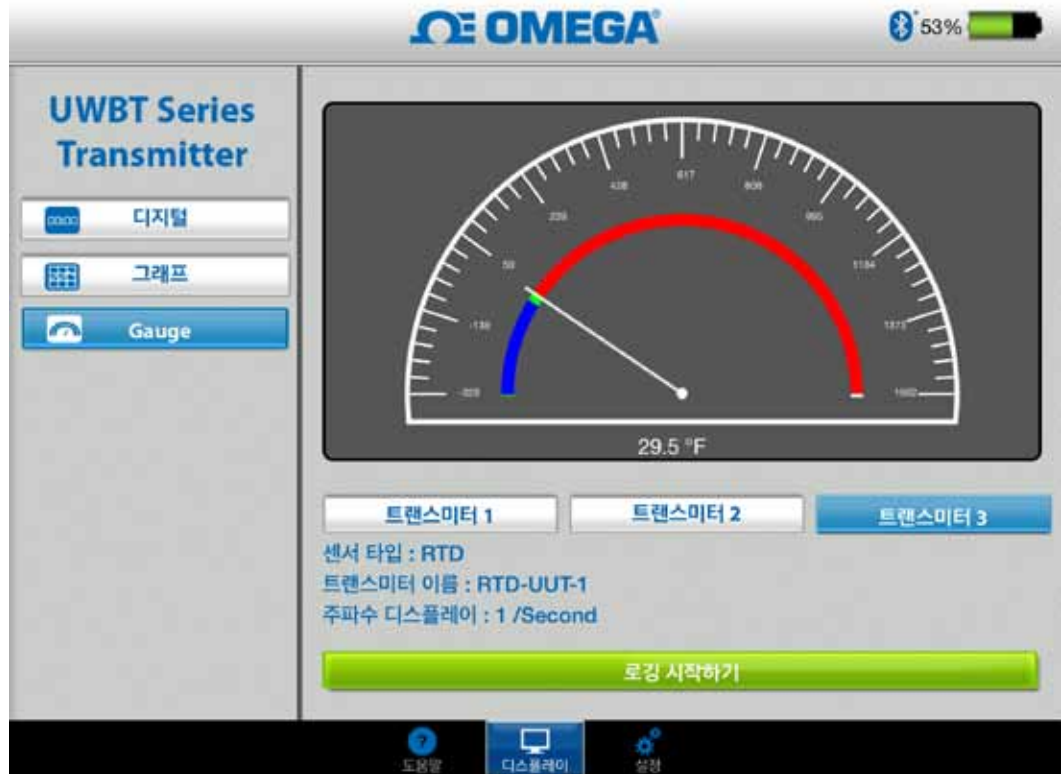 OMEGA
53%
UWBT Series
Transmitter
디지털
그래프
Gauge
617
428
806
239
995
50
1184
-139
1373
-328
1562
29.5 °F
트랜스미터 1
트랜스미터 2
트랜스미터 3
센서 타입 : RTD
트랜스미터 이름 : RTD-UUT-1
주파수 디스플레이 : 1 /Second
로깅 시작하기
도움말
디스플레이
설정